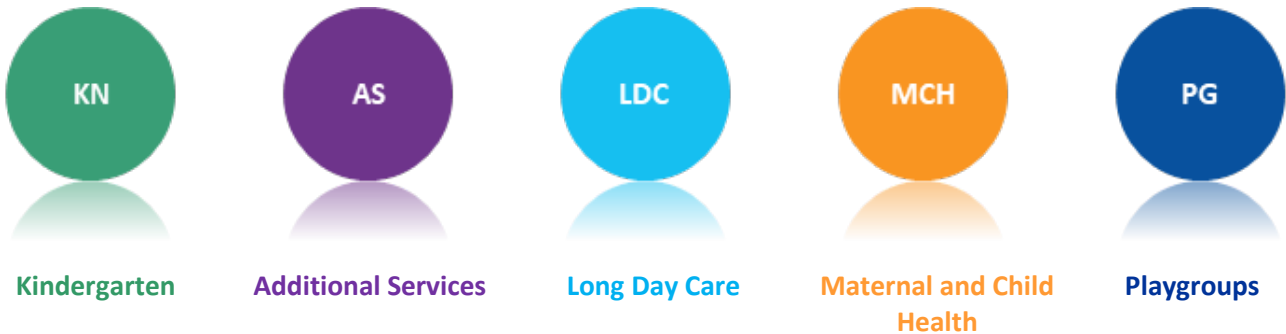 KN
AS
LDC
MCH
PG
Kindergarten
Additional Services
Long Day Care
Maternal and Child
Health
Playgroups